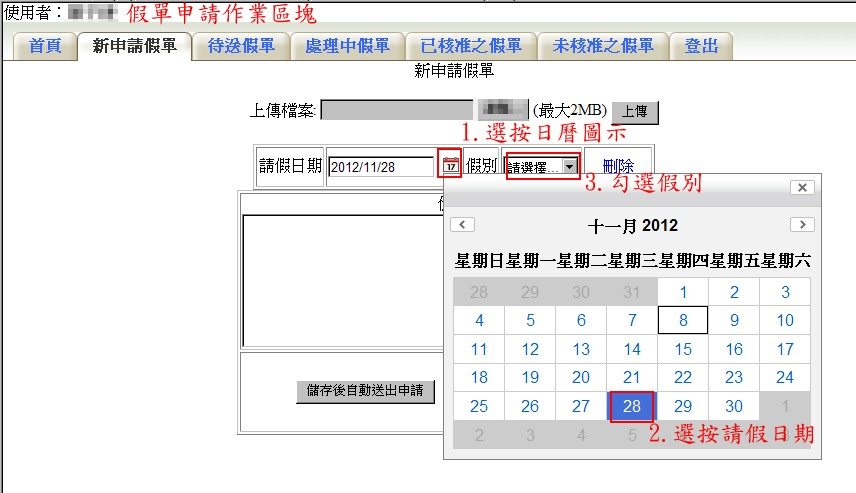 使用者： 假單申請作業區塊
首頁 新申請假單 待送假單 處理中假單 已核准之假單 未核准之假單 登出
新申請假單
上傳檔案: (最大2MB) 上傳
1.選按日曆圖示
請假日期 2012/11/28 17 假別 請選擇... 刪除
3.勾選假別
十一月 2012
星期日 星期一 星期二 星期三 星期四 星期五 星期六
28 29 30 31 1 2 3
4 5 6 7 8 9 10
11 12 13 14 15 16 17
18 19 20 21 22 23 24
儲存後自動送出申請
25 26 27 28 29 30 1
2.選按請假日期
2 3 4 5